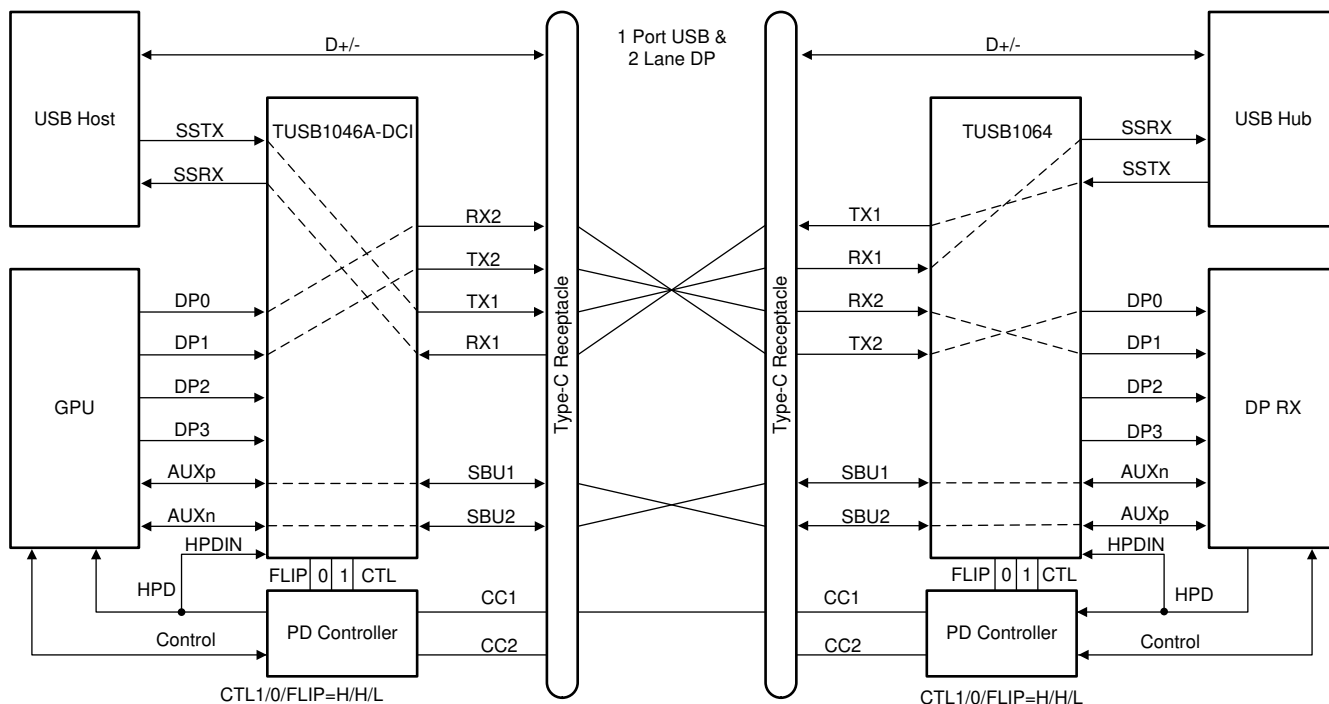 D+/-
1 Port USB &
2 Lane DP
D+/-
USB Host
SSTX
SSRX
TUSB1046A-DCI
RX2
TX2
TX1
RX1
GPU
DP0
DP1
DP2
DP3
AUXp
AUXn
SBU1
SBU2
HPDIN
HPD
Control
FLIP 0 1 CTL
PD Controller
CC1
CC2
CTL1/0/FLIP=H/H/L
Type-C Receptacle
Type-C Receptacle
TUSB1064
TX1
RX1
RX2
TX2
SBU1
SBU2
SSRX
SSTX
USB Hub
DP0
DP1
DP2
DP3
AUXn
AUXp
DP RX
HPDIN
HPD
Control
FLIP 0 1 CTL
PD Controller
CC1
CC2
CTL1/0/FLIP=H/H/L